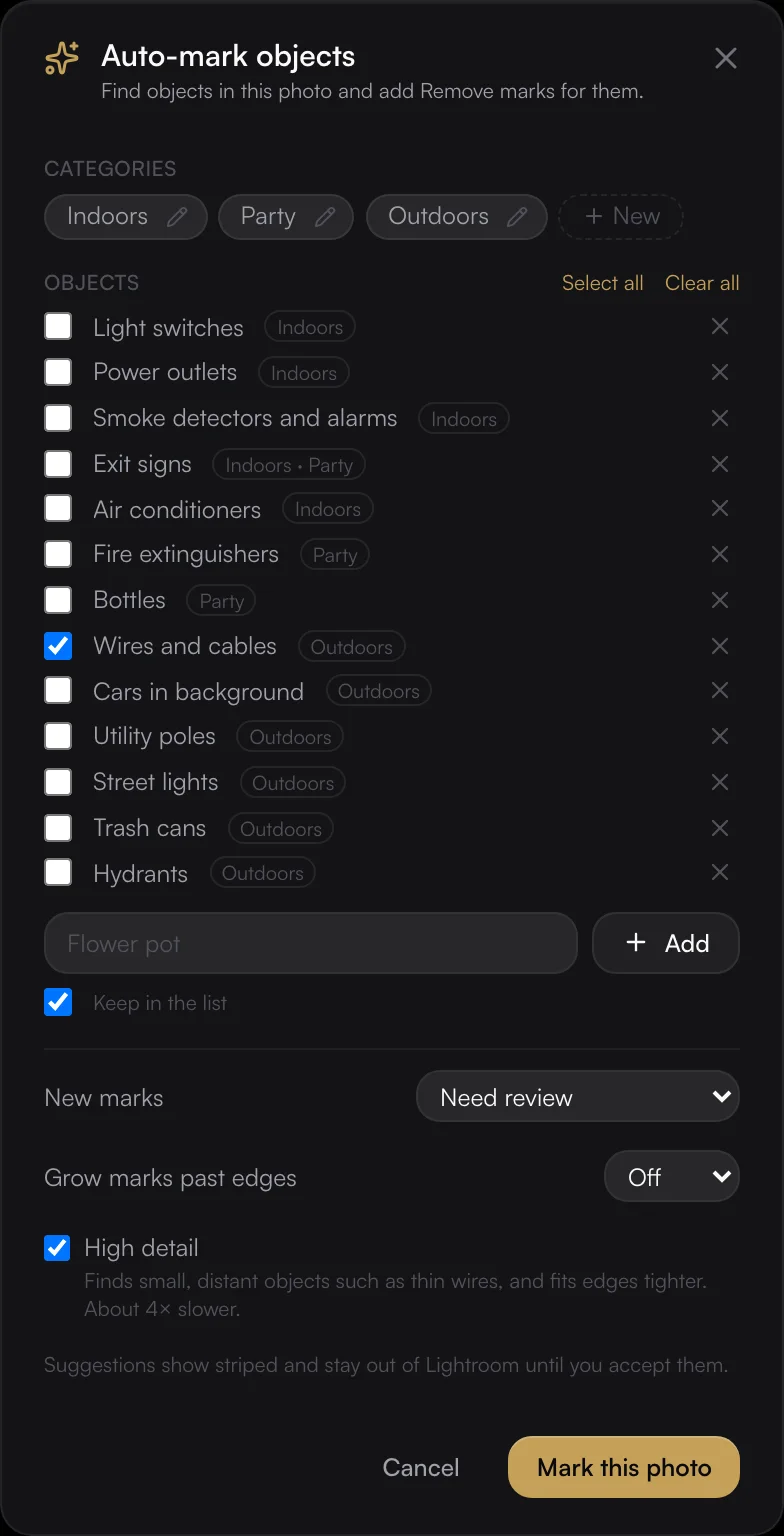 Auto-mark objects
Find objects in this photo and add Remove marks for them.
CATEGORIES
Indoors Party Outdoors + New
OBJECTS Select all Clear all
Light switches Indoors
Power outlets Indoors
Smoke detectors and alarms Indoors
Exit signs Indoors · Party
Air conditioners Indoors
Fire extinguishers Party
Bottles Party
Wires and cables Outdoors
Cars in background Outdoors
Utility poles Outdoors
Street lights Outdoors
Trash cans Outdoors
Hydrants Outdoors
Flower pot + Add
Keep in the list
New marks Need review
Grow marks past edges Off
High detail
Finds small, distant objects such as thin wires, and fits edges tighter.
About 4× slower.
Suggestions show striped and stay out of Lightroom until you accept them.
Cancel Mark this photo